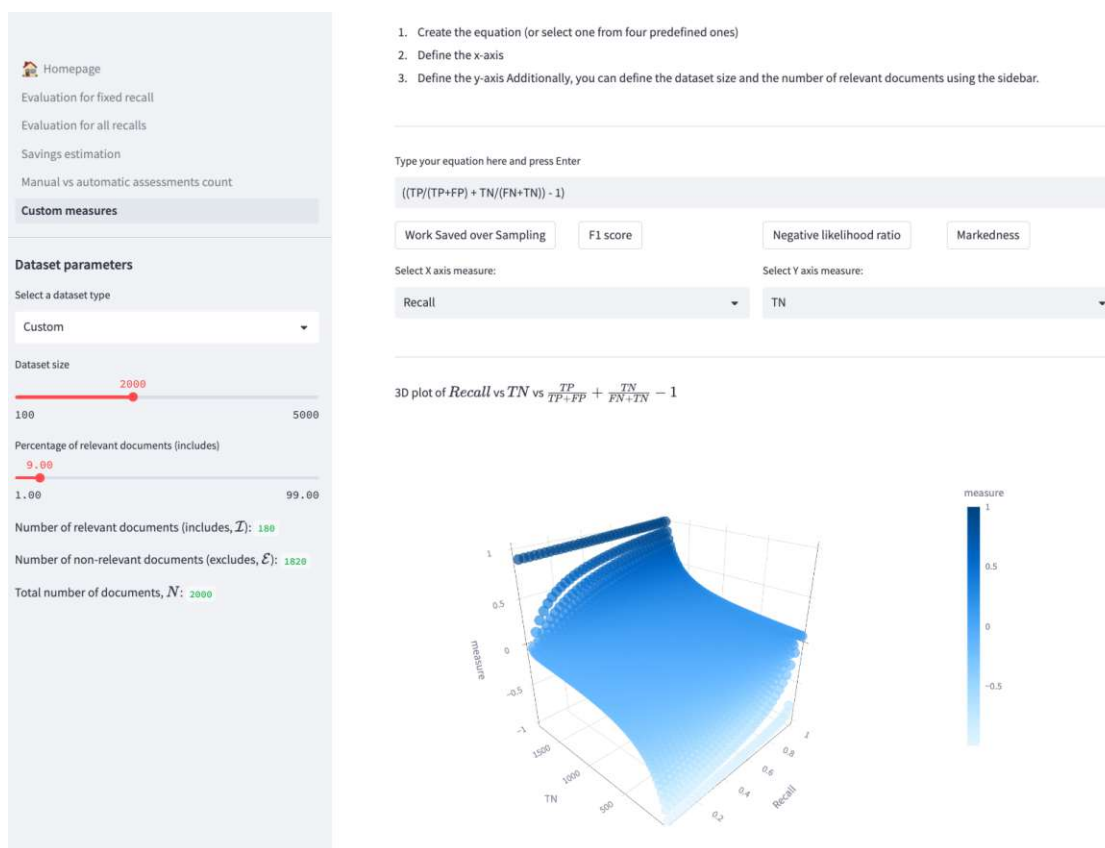 🏠 Homepage
Evaluation for fixed recall
Evaluation for all recalls
Savings estimation
Manual vs automatic assessments count
Custom measures
Dataset parameters
Select a dataset type
Custom
Dataset size
2000
100 5000
Percentage of relevant documents (includes)
9.00
1.00 99.00
Number of relevant documents (includes, 𝓘): 180
Number of non-relevant documents (excludes, 𝓔): 1820
Total number of documents, N: 2000
1. Create the equation (or select one from four predefined ones)
2. Define the x-axis
3. Define the y-axis Additionally, you can define the dataset size and the number of relevant documents using the sidebar.
Type your equation here and press Enter
((TP/(TP+FP) + TN/(FN+TN)) - 1)
Work Saved over Sampling F1 score Negative likelihood ratio Markedness
Select X axis measure: Select Y axis measure:
Recall TN
3D plot of Recall vs TN vs TP/(TP+FP) + TN/(FN+TN) − 1
measure
1
0.5
0
−0.5
1
0.5
0
−0.5
−1
measure
1500
1000
500
TN
0.2
0.4
0.6
0.8
1
Recall